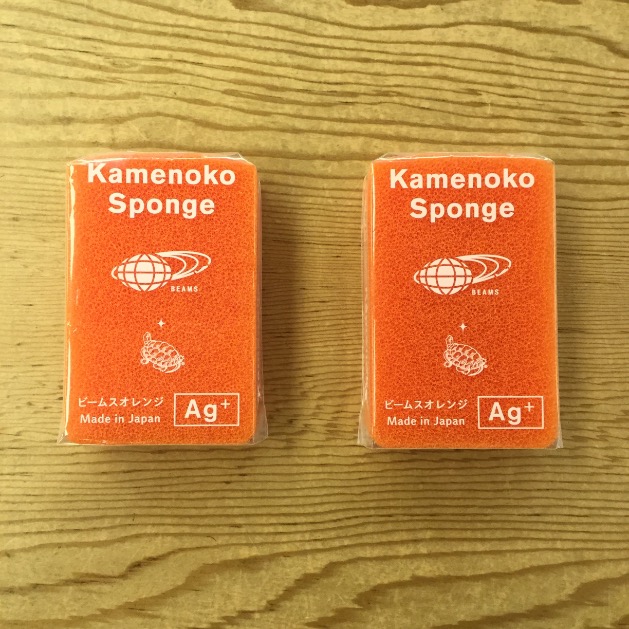 Kamenoko
Sponge
BEAMS
ビームスオレンジ
Made in Japan
Ag+
Kamenoko
Sponge
BEAMS
ビームスオレンジ
Made in Japan
Ag+